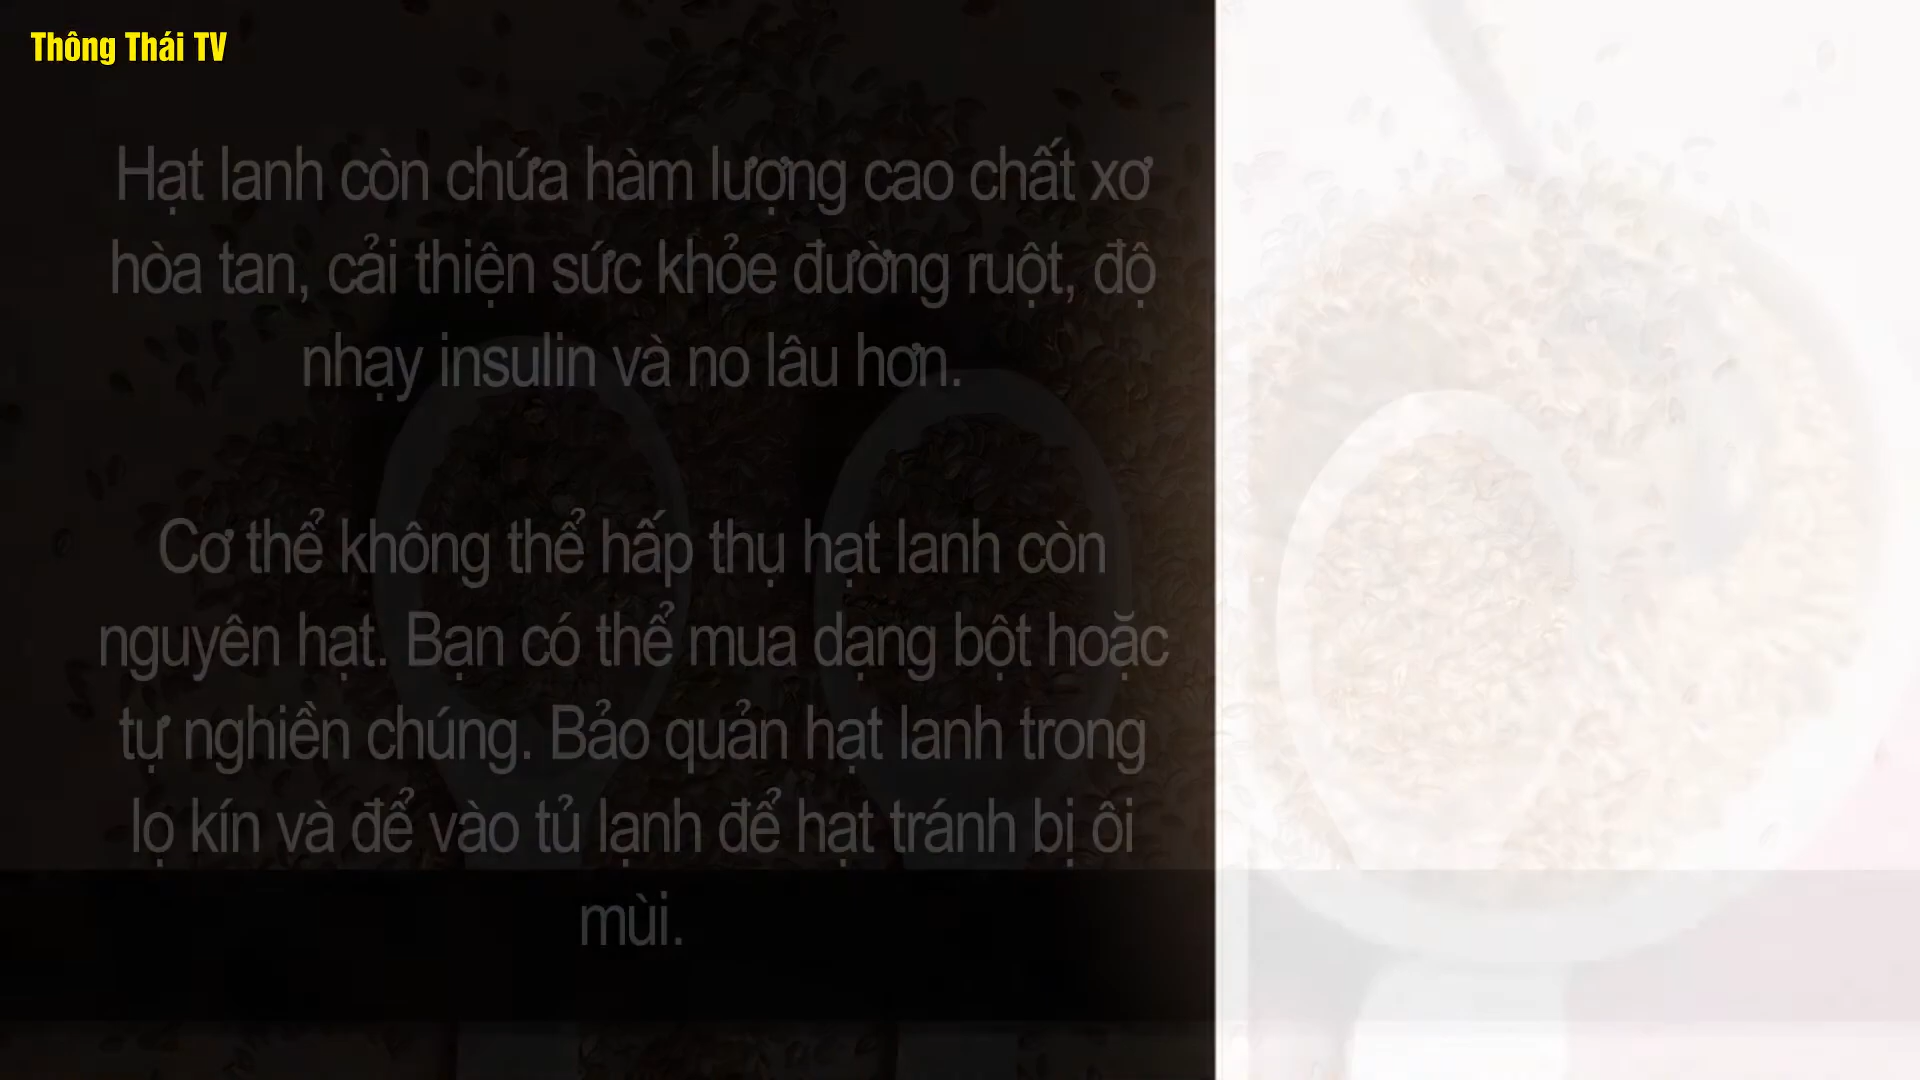 Thông Thái TV
Hạt lanh còn chứa hàm lượng cao chất xơ
hòa tan, cải thiện sức khỏe đường ruột, độ
nhạy insulin và no lâu hơn.
Cơ thể không thể hấp thụ hạt lanh còn
nguyên hạt. Bạn có thể mua dạng bột hoặc
tự nghiền chúng. Bảo quản hạt lanh trong
lọ kín và để vào tủ lạnh để hạt tránh bị ôi
mùi.